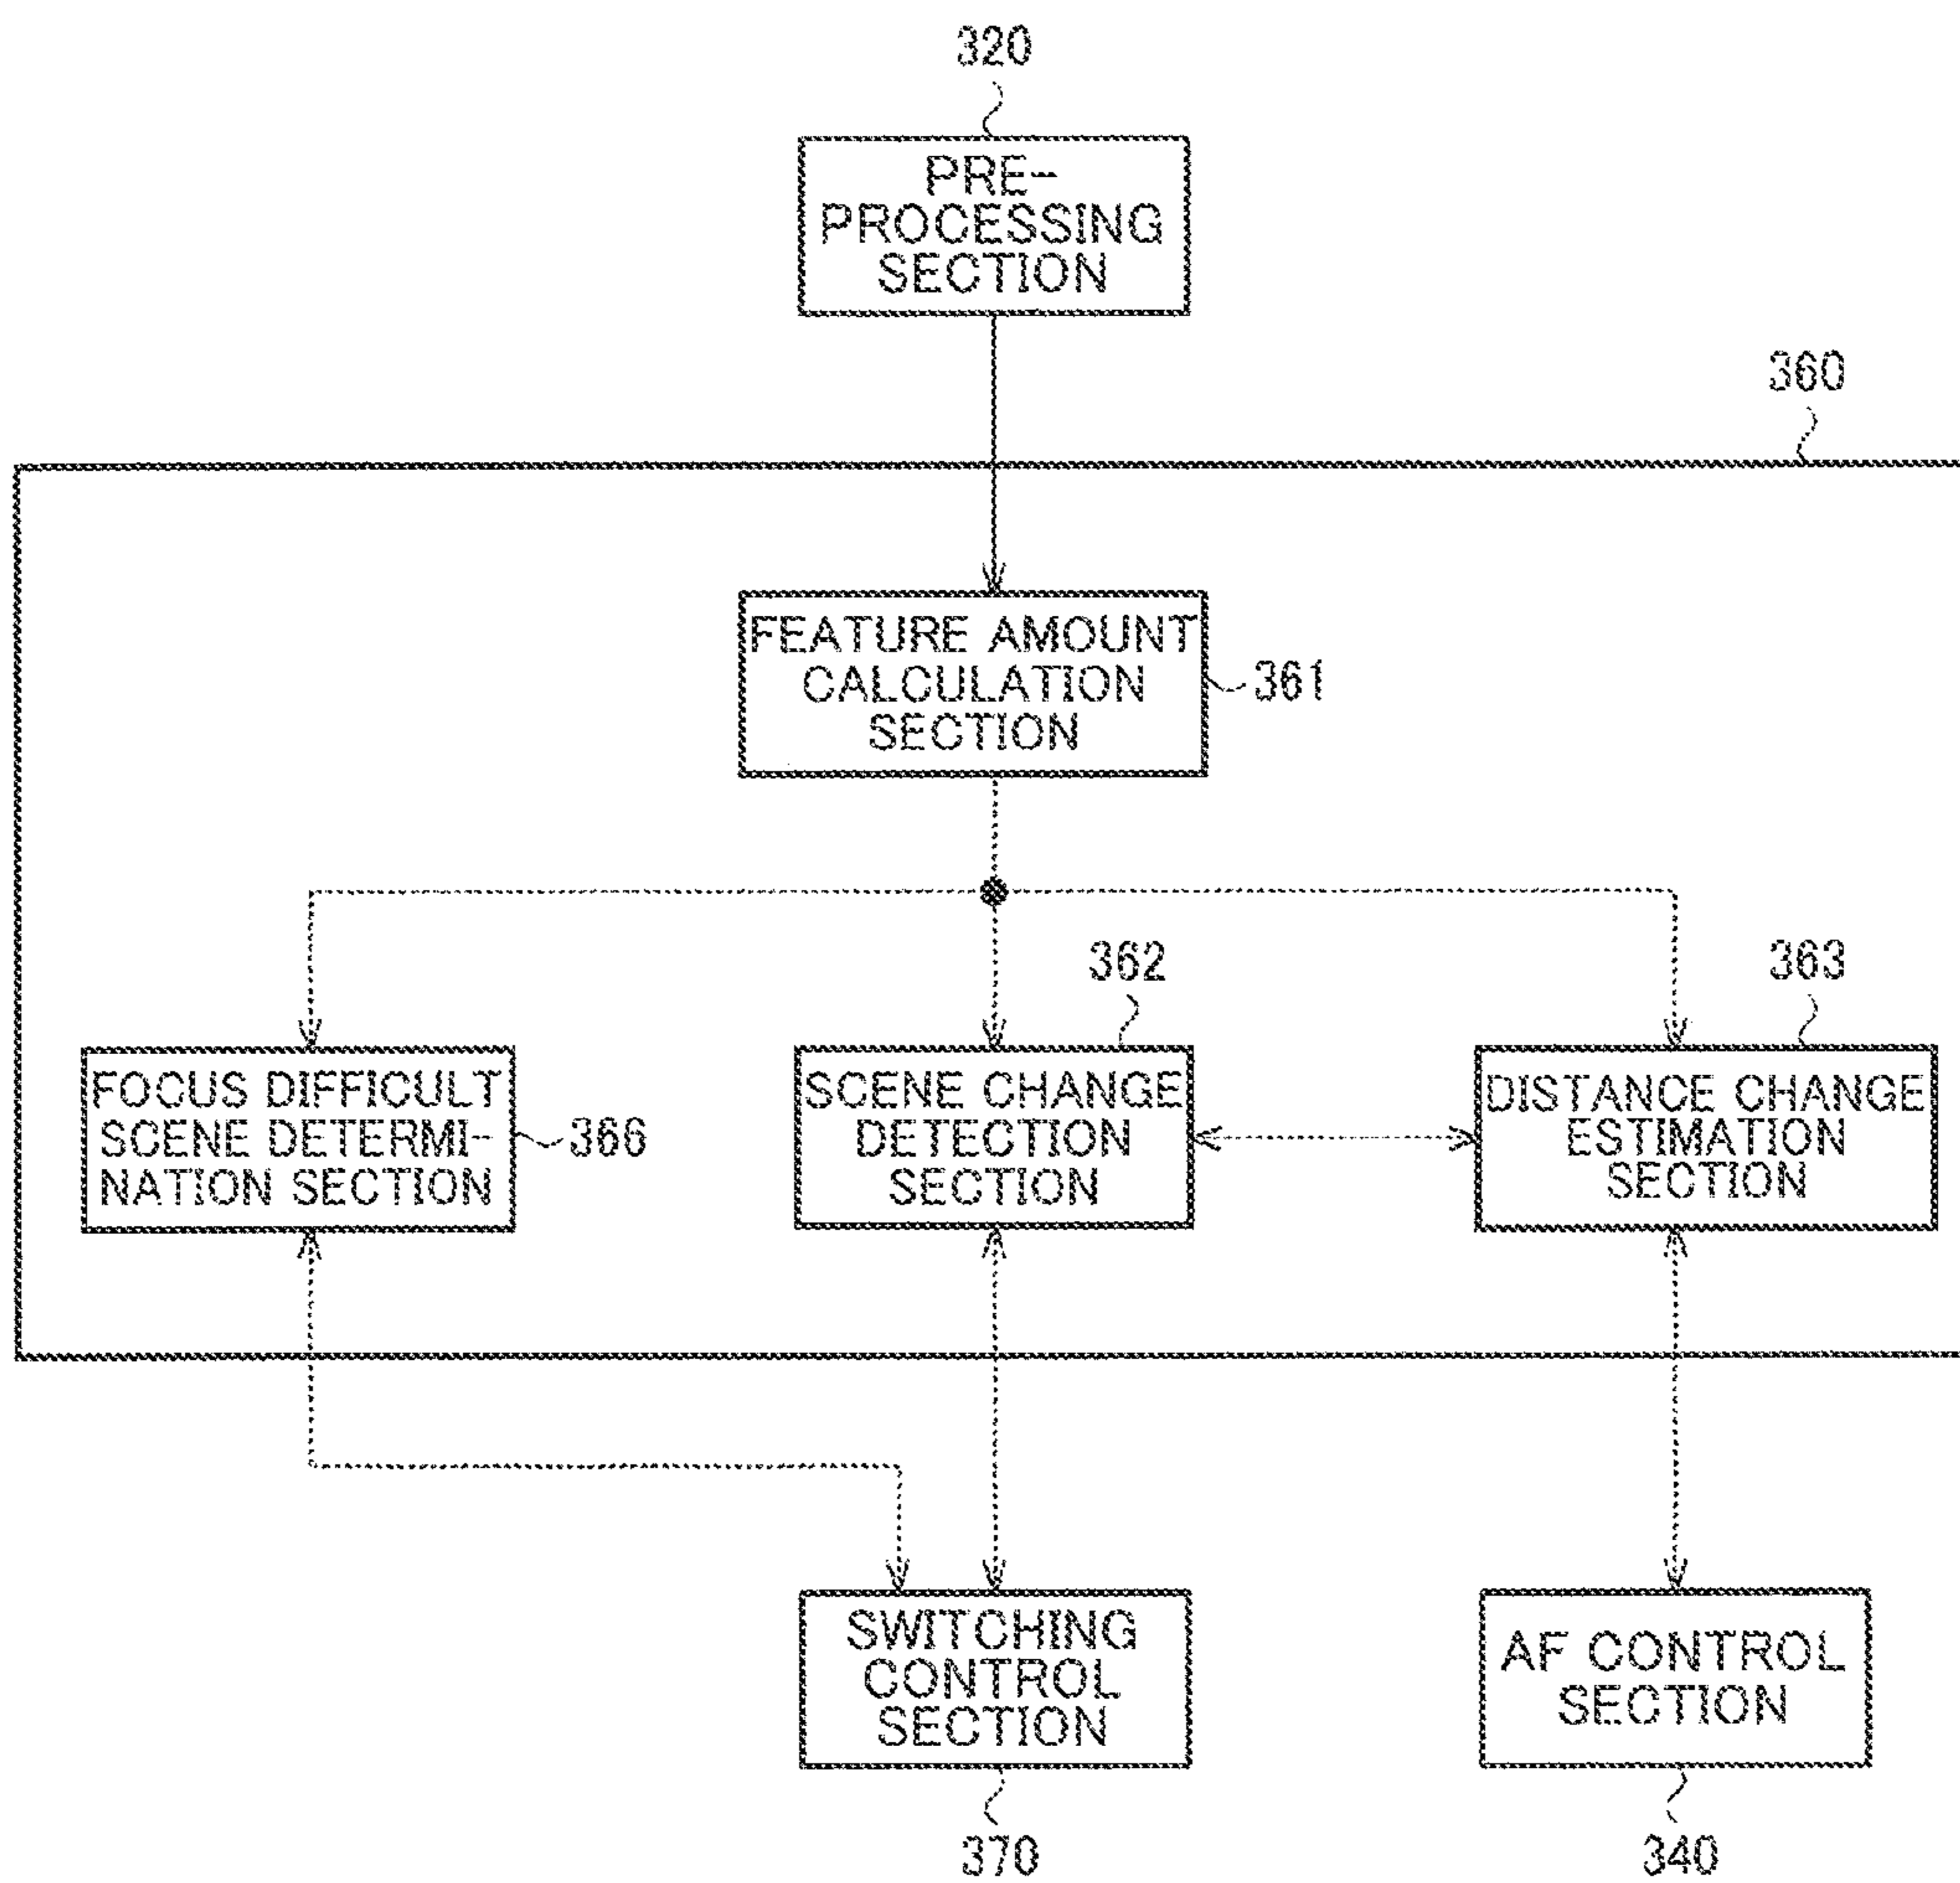 320
PRE-
PROCESSING
SECTION
360
FEATURE AMOUNT
CALCULATION
SECTION
361
362
363
FOCUS DIFFICULT
SCENE DETERMI-
NATION SECTION
366
SCENE CHANGE
DETECTION
SECTION
DISTANCE CHANGE
ESTIMATION
SECTION
SWITCHING
CONTROL
SECTION
AF CONTROL
SECTION
370
340